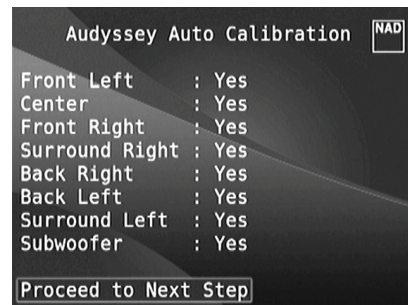 Audyssey Auto Calibration
NAD
Front Left : Yes
Center : Yes
Front Right : Yes
Surround Right : Yes
Back Right : Yes
Back Left : Yes
Surround Left : Yes
Subwoofer : Yes
Proceed to Next Step